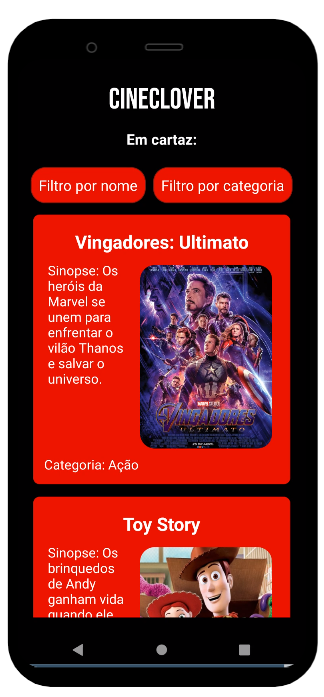 CINECLOVER
Em cartaz:
Filtro por nome
Filtro por categoria
Vingadores: Ultimato
Sinopse: Os
heróis da
Marvel se
unem para
enfrentar o
vilão Thanos
e salvar o
universo.
VINGADORES
ULTIMATO
Categoria: Ação
Toy Story
Sinopse: Os
brinquedos
de Andy
ganham vida
quando ele